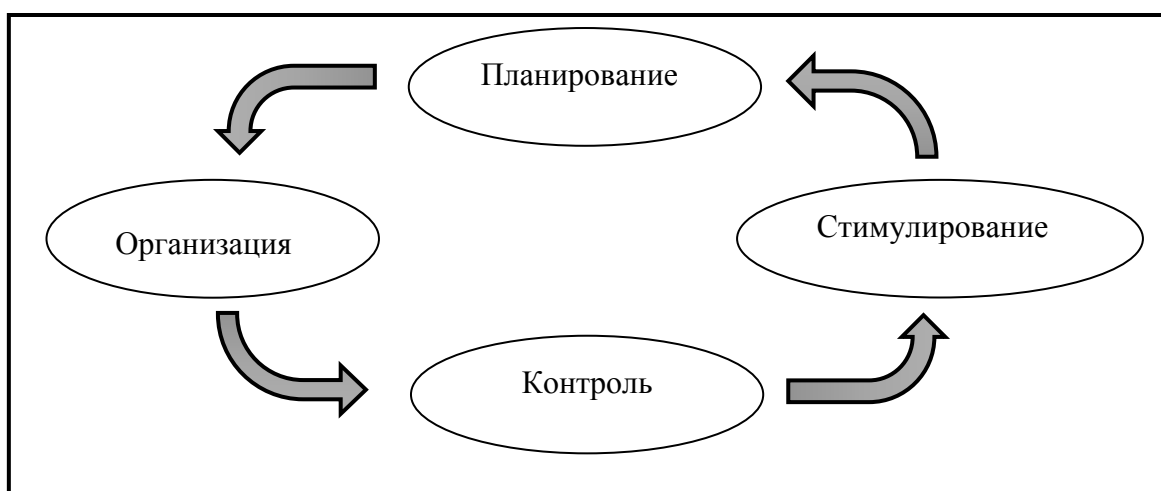 Планирование
Организация
Стимулирование
Контроль